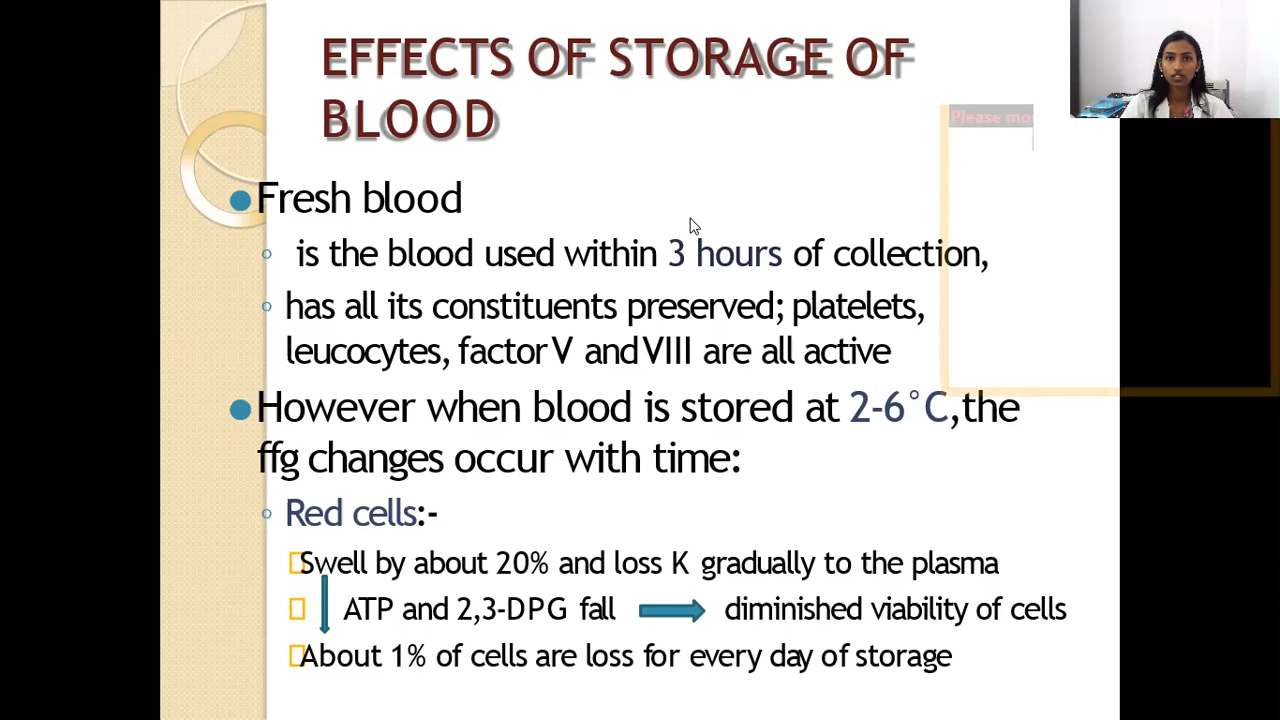 EFFECTS OF STORAGE OF
BLOOD
Please mo
Fresh blood
is the blood used within 3 hours of collection,
has all its constituents preserved; platelets,
leucocytes, factor V and VIII are all active
However when blood is stored at 2-6°C,the
ffg changes occur with time:
Red cells:-
Swell by about 20% and loss K gradually to the plasma
ATP and 2,3-DPG fall diminished viability of cells
About 1% of cells are loss for every day of storage